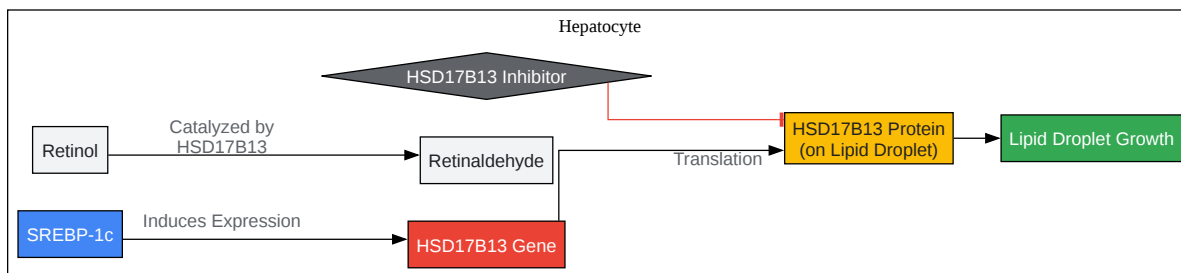 Hepatocyte
HSD17B13 Inhibitor
Retinol
Catalyzed by
HSD17B13
Retinaldehyde
Translation
HSD17B13 Protein
(on Lipid Droplet)
Lipid Droplet Growth
SREBP-1c
Induces Expression
HSD17B13 Gene